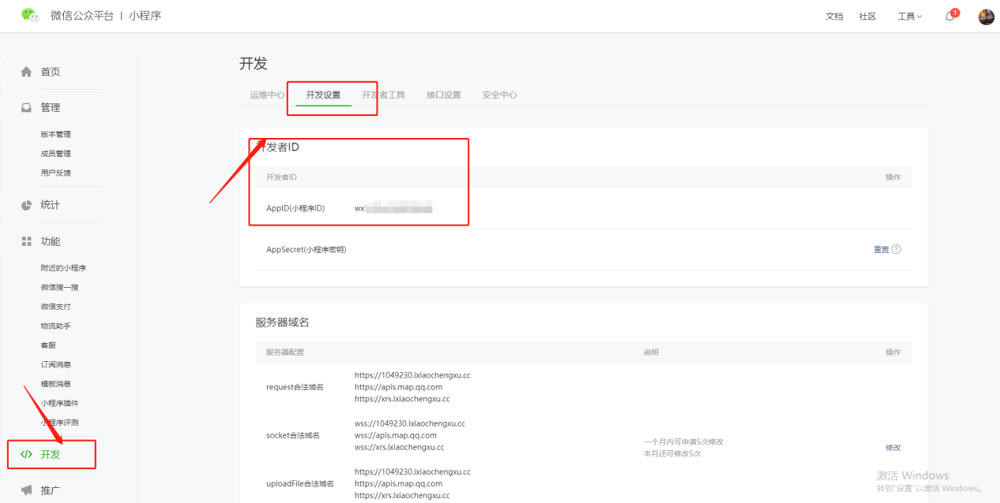 微信公众平台 | 小程序
文档 社区 工具 1
首页
管理
版本管理
成员管理
用户反馈
统计
功能
附近的小程序
微信搜一搜
微信支付
物流助手
客服
订阅消息
模板消息
小程序插件
小程序评测
开发
推广
开发
运维中心 开发设置 开发者工具 接口设置 安全中心
开发者ID
开发者ID 操作
AppID(小程序ID) wx
AppSecret(小程序密钥) 重置 ?
服务器域名
服务器配置 说明 操作
request合法域名
https://1049230.ixiaochengxu.cc
https://apis.map.qq.com
https://xrs.ixiaochengxu.cc
socket合法域名
wss://1049230.ixiaochengxu.cc
wss://apis.map.qq.com
wss://xrs.ixiaochengxu.cc
一个月内可申请5次修改
本月还可修改5次
修改
uploadFile合法域名
https://1049230.ixiaochengxu.cc
https://apis.map.qq.com
https://xrs.ixiaochengxu.cc
激活 Windows
转到"设置"以激活 Windows。